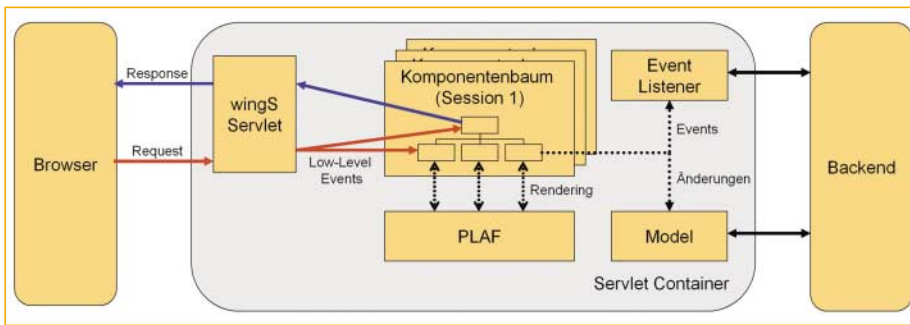 Browser
Response
Request
wingS
Servlet
Low-Level
Events
Komponentenbaum
(Session 1)
Rendering
PLAF
Event
Listener
Events
Änderungen
Model
Servlet Container
Backend